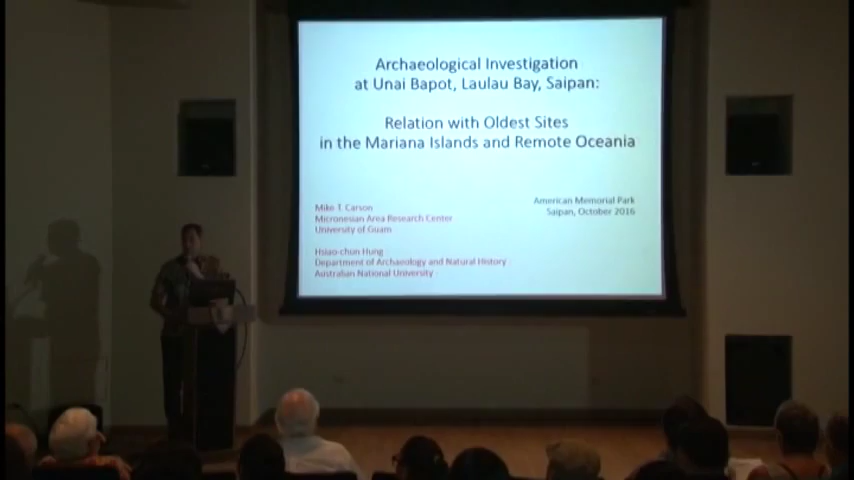 Archaeological Investigation
at Unai Bapot, Laulau Bay, Saipan:
Relation with Oldest Sites
in the Mariana Islands and Remote Oceania
American Memorial Park
Saipan, October 2016
Mike T. Carson
Micronesian Area Research Center
University of Guam
Hsiao-chun Hung
Department of Archaeology and Natural History
Australian National University